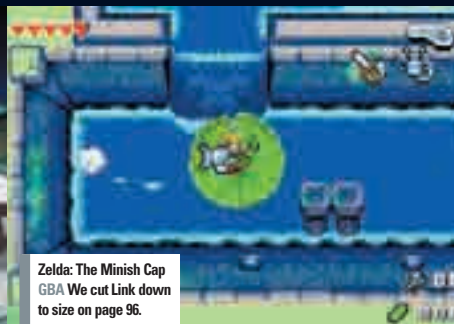 Zelda: The Minish Cap
GBA We cut Link down
to size on page 96.